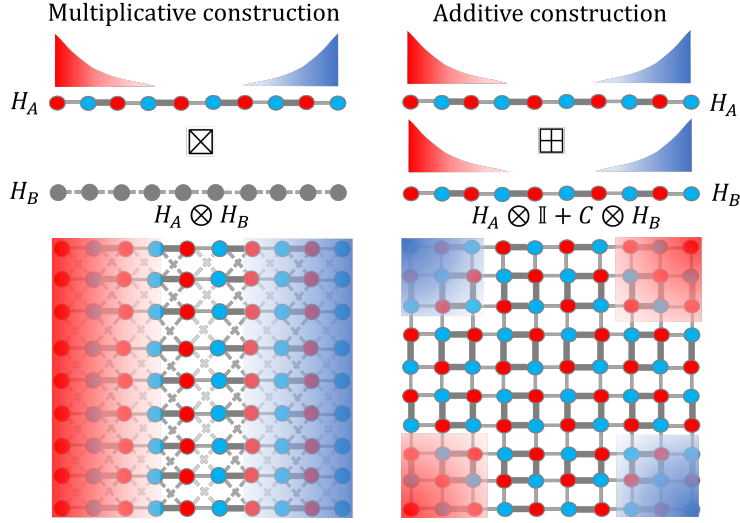 Multiplicative construction
H_A
⊠
H_B
H_A ⊗ H_B
Additive construction
H_A
⊞
H_B
H_A ⊗ 𝕀 + C ⊗ H_B